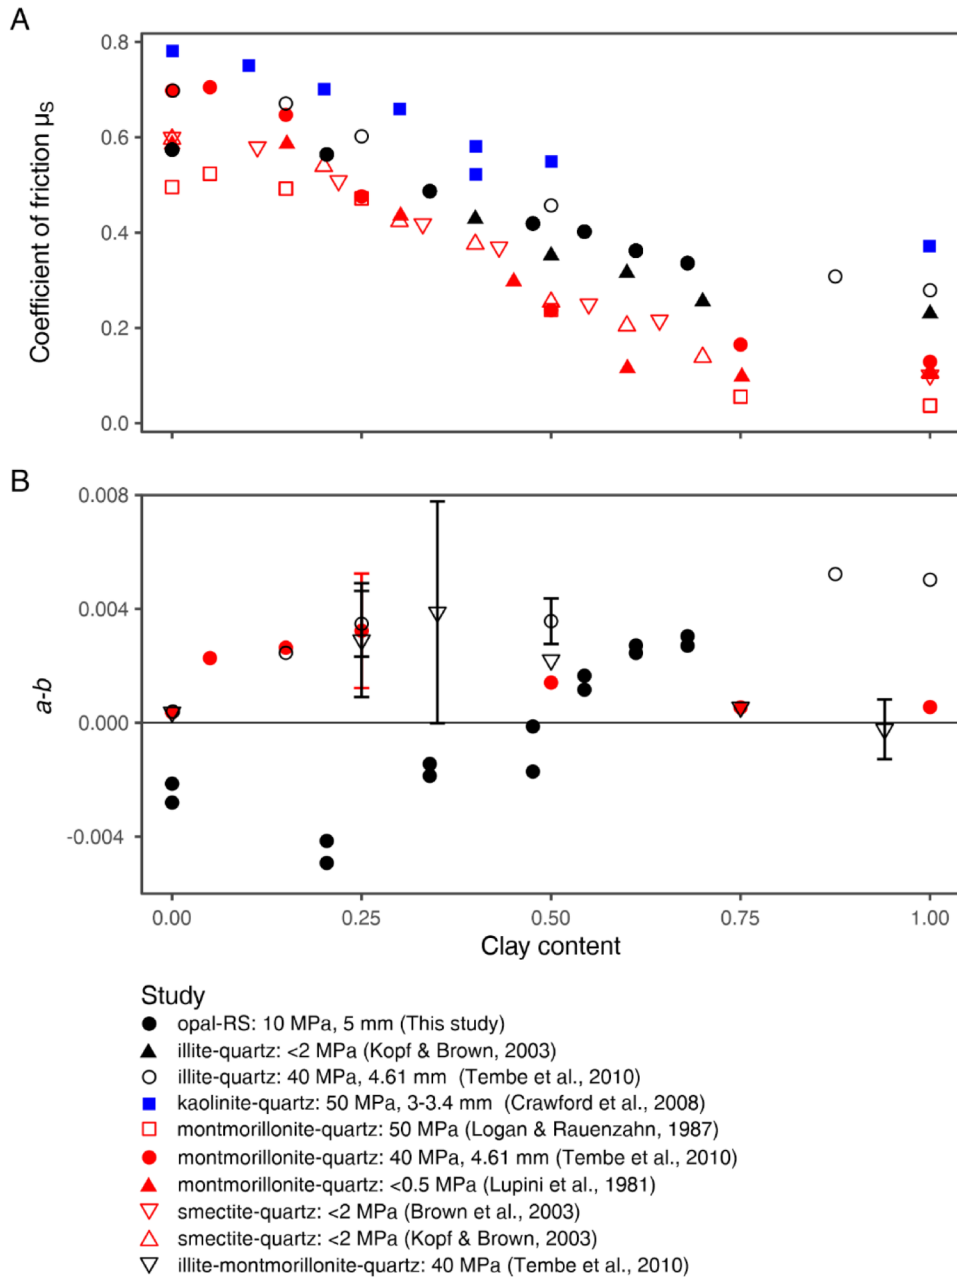 A
Coefficient of friction µS
0.8
0.6
0.4
0.2
0.0
B
a-b
0.008
0.004
0.000
-0.004
0.00 0.25 0.50 0.75 1.00
Clay content
Study
opal-RS: 10 MPa, 5 mm (This study)
illite-quartz: <2 MPa (Kopf & Brown, 2003)
illite-quartz: 40 MPa, 4.61 mm (Tembe et al., 2010)
kaolinite-quartz: 50 MPa, 3-3.4 mm (Crawford et al., 2008)
montmorillonite-quartz: 50 MPa (Logan & Rauenzahn, 1987)
montmorillonite-quartz: 40 MPa, 4.61 mm (Tembe et al., 2010)
montmorillonite-quartz: <0.5 MPa (Lupini et al., 1981)
smectite-quartz: <2 MPa (Brown et al., 2003)
smectite-quartz: <2 MPa (Kopf & Brown, 2003)
illite-montmorillonite-quartz: 40 MPa (Tembe et al., 2010)